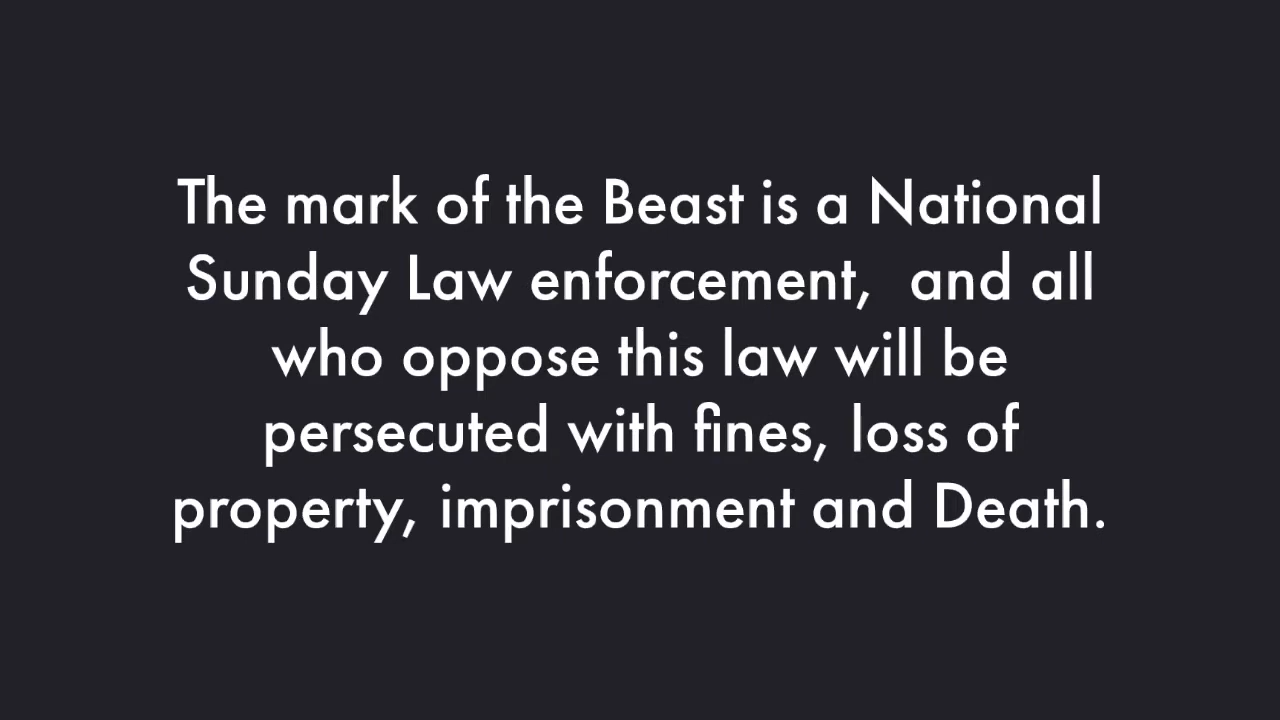 The mark of the Beast is a National
Sunday Law enforcement,  and all
who oppose this law will be
persecuted with fines, loss of
property, imprisonment and Death.